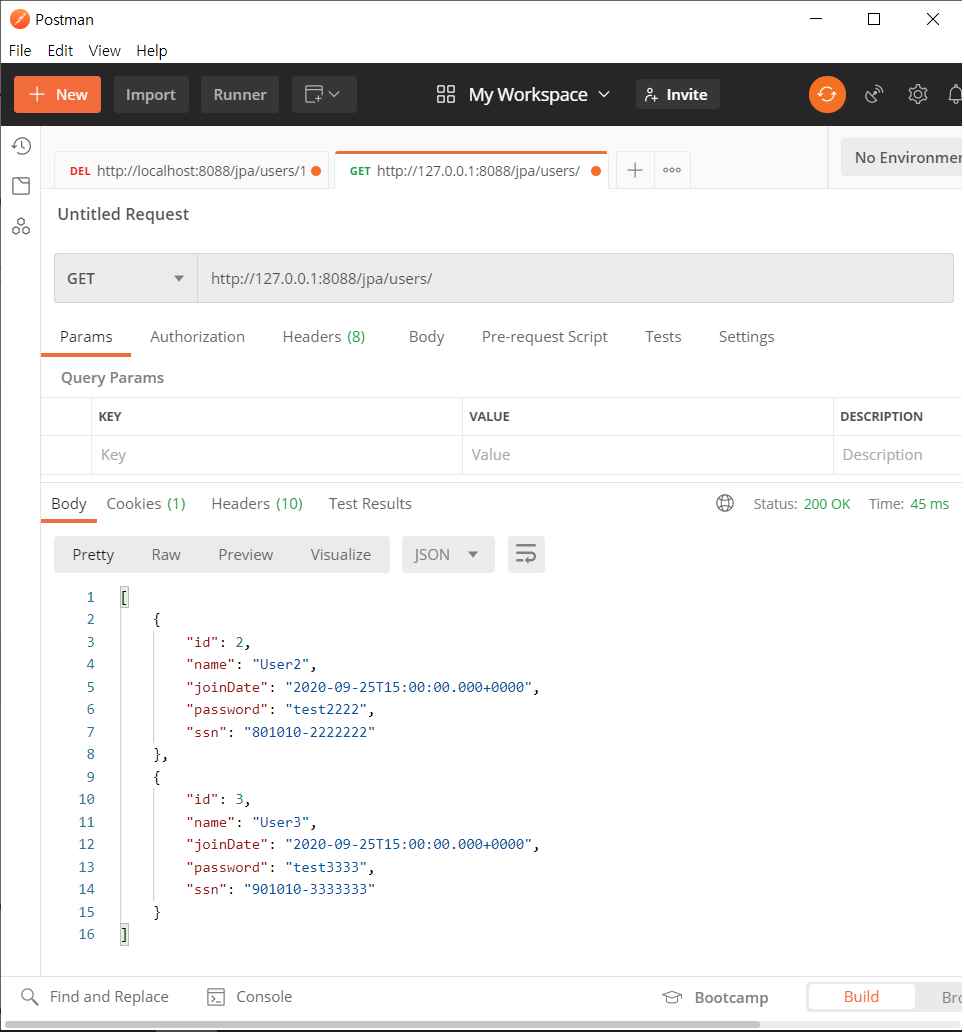 Postman
File Edit View Help
New Import Runner My Workspace Invite
DEL http://localhost:8088/jpa/users/1 GET http://127.0.0.1:8088/jpa/users/ No Environmen
Untitled Request
GET http://127.0.0.1:8088/jpa/users/
Params Authorization Headers (8) Body Pre-request Script Tests Settings
Query Params
KEY VALUE DESCRIPTION
Key Value Description
Body Cookies (1) Headers (10) Test Results Status: 200 OK Time: 45 ms
Pretty Raw Preview Visualize JSON
1 [
2 {
3 "id": 2,
4 "name": "User2",
5 "joinDate": "2020-09-25T15:00:00.000+0000",
6 "password": "test2222",
7 "ssn": "801010-2222222"
8 },
9 {
10 "id": 3,
11 "name": "User3",
12 "joinDate": "2020-09-25T15:00:00.000+0000",
13 "password": "test3333",
14 "ssn": "901010-3333333"
15 }
16 ]
Find and Replace Console Bootcamp Build Bro